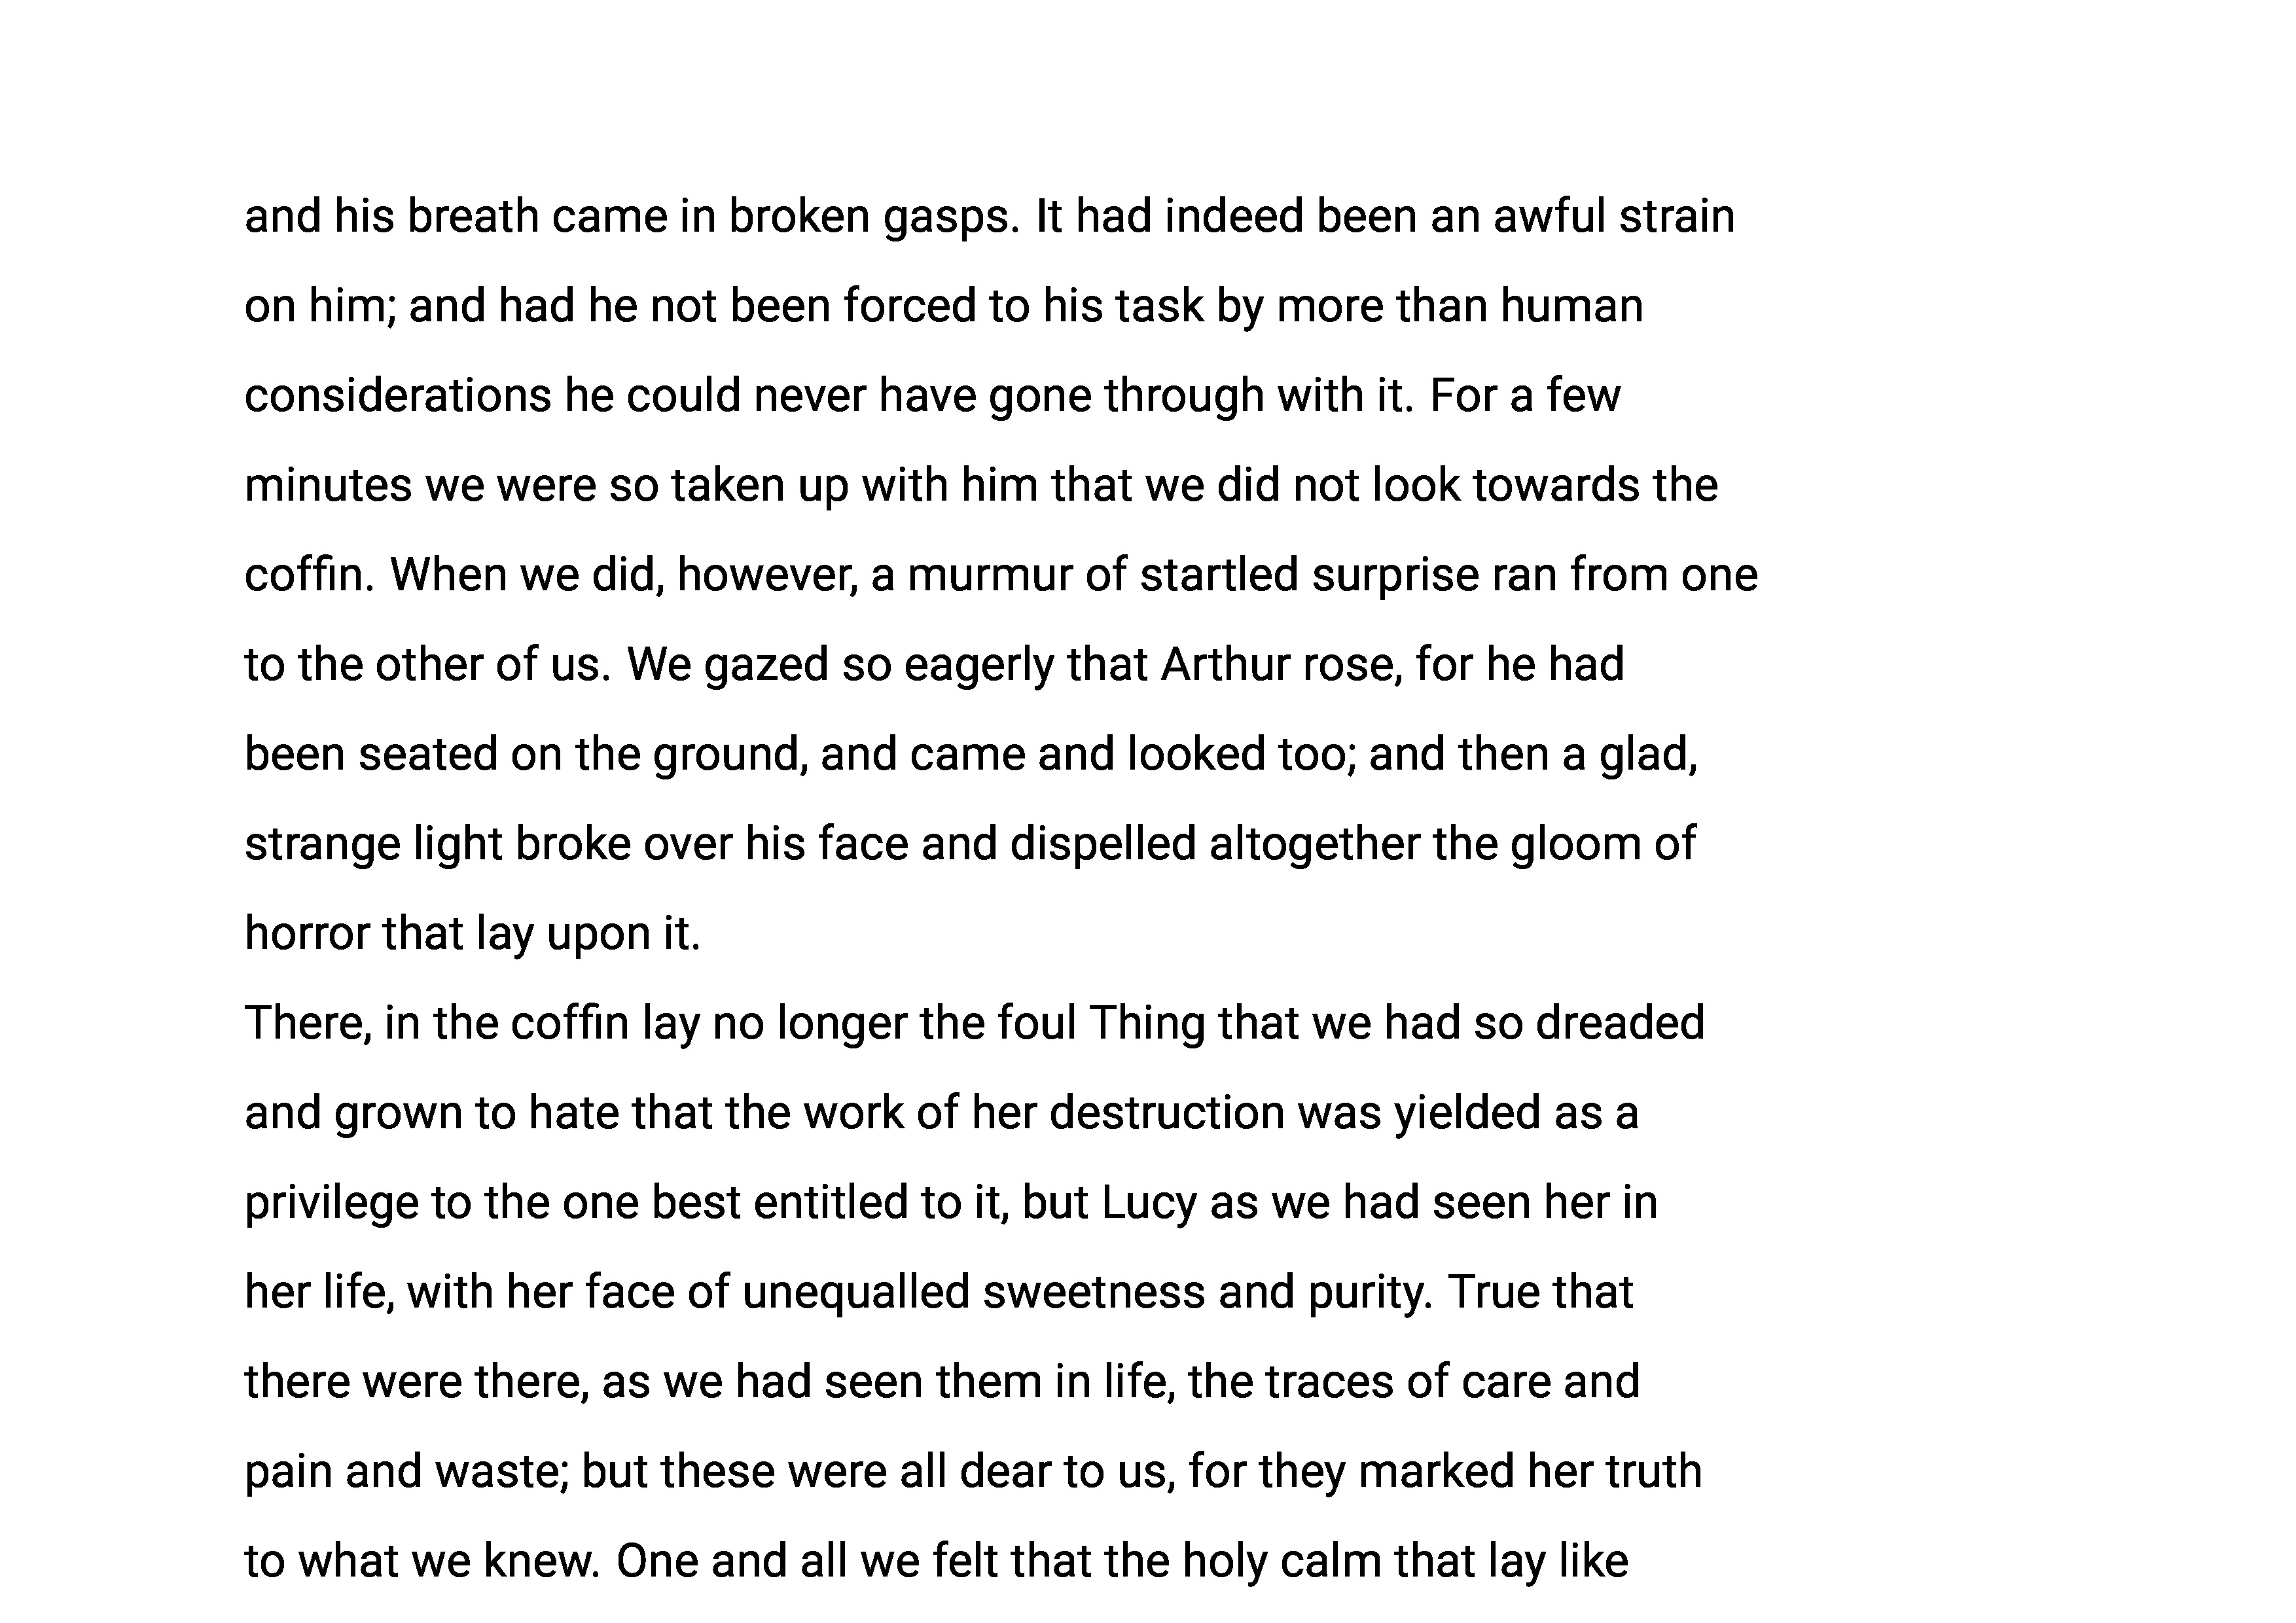 and his breath came in broken gasps. It had indeed been an awful strain
on him; and had he not been forced to his task by more than human
considerations he could never have gone through with it. For a few
minutes we were so taken up with him that we did not look towards the
coffin. When we did, however, a murmur of startled surprise ran from one
to the other of us. We gazed so eagerly that Arthur rose, for he had
been seated on the ground, and came and looked too; and then a glad,
strange light broke over his face and dispelled altogether the gloom of
horror that lay upon it.
There, in the coffin lay no longer the foul Thing that we had so dreaded
and grown to hate that the work of her destruction was yielded as a
privilege to the one best entitled to it, but Lucy as we had seen her in
her life, with her face of unequalled sweetness and purity. True that
there were there, as we had seen them in life, the traces of care and
pain and waste; but these were all dear to us, for they marked her truth
to what we knew. One and all we felt that the holy calm that lay like